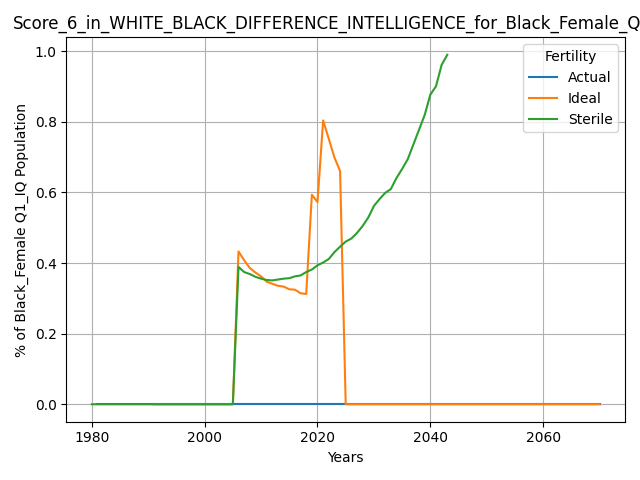 Score_6_in_WHITE_BLACK_DIFFERENCE_INTELLIGENCE_for_Black_Female_Q
Fertility
Actual
Ideal
Sterile
1.0
0.8
0.6
0.4
0.2
0.0
% of Black_Female Q1_IQ Population
1980
2000
2020
2040
2060
Years